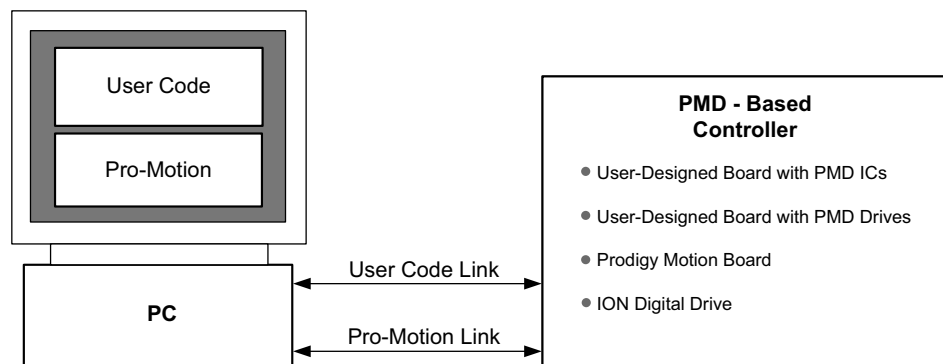 User Code
Pro-Motion
PC
User Code Link
Pro-Motion Link
PMD - Based
Controller
User-Designed Board with PMD ICs
User-Designed Board with PMD Drives
Prodigy Motion Board
ION Digital Drive